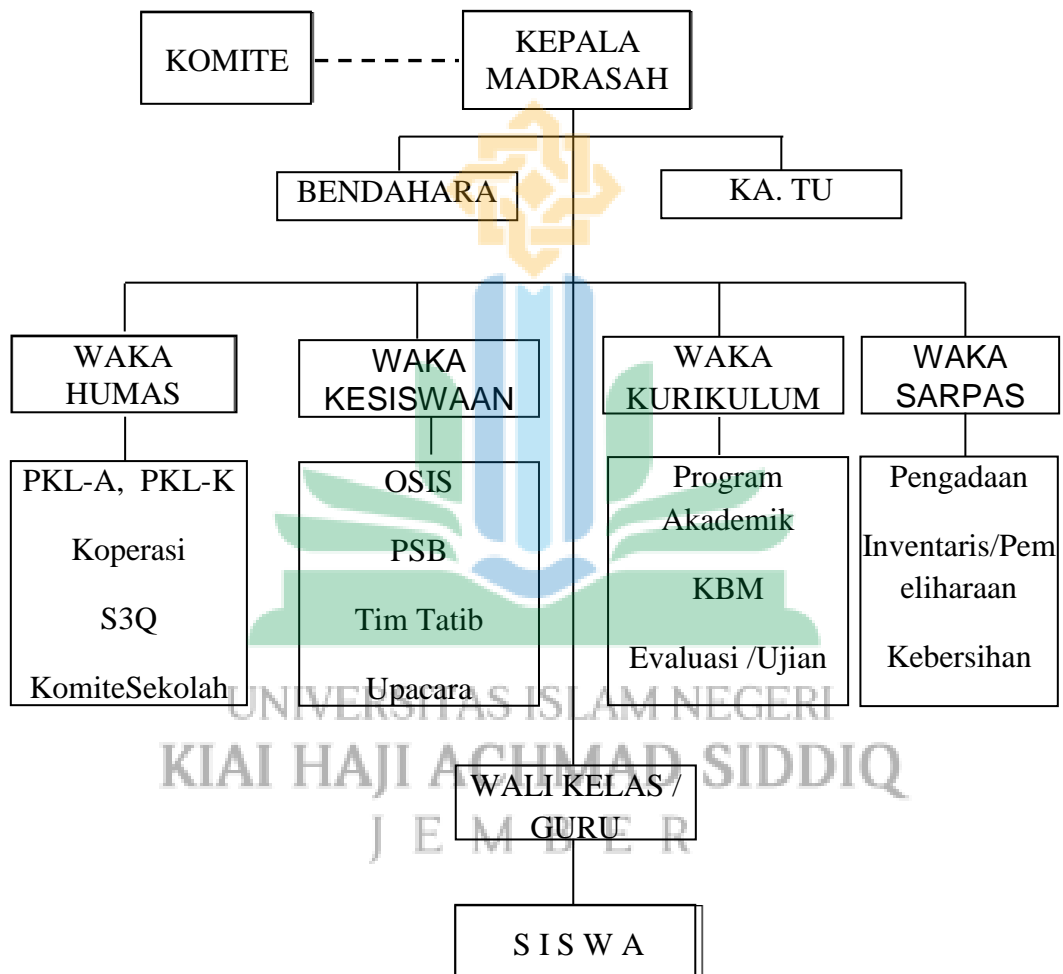 KOMITE
KEPALA
MADRASAH
BENDAHARA
KA. TU
WAKA
HUMAS
WAKA
KESISWAAN
WAKA
KURIKULUM
WAKA
SARPAS
PKL-A, PKL-K
Koperasi
S3Q
KomiteSekolah
OSIS
PSB
Tim Tatib
Upacara
Program
Akademik
KBM
Evaluasi /Ujian
Pengadaan
Inventaris/Pem
eliharaan
Kebersihan
UNIVERSITAS ISLAM NEGERI
KIAI HAJI ACHMAD SIDDIQ
JEMBER
WALI KELAS /
GURU
S I S W A